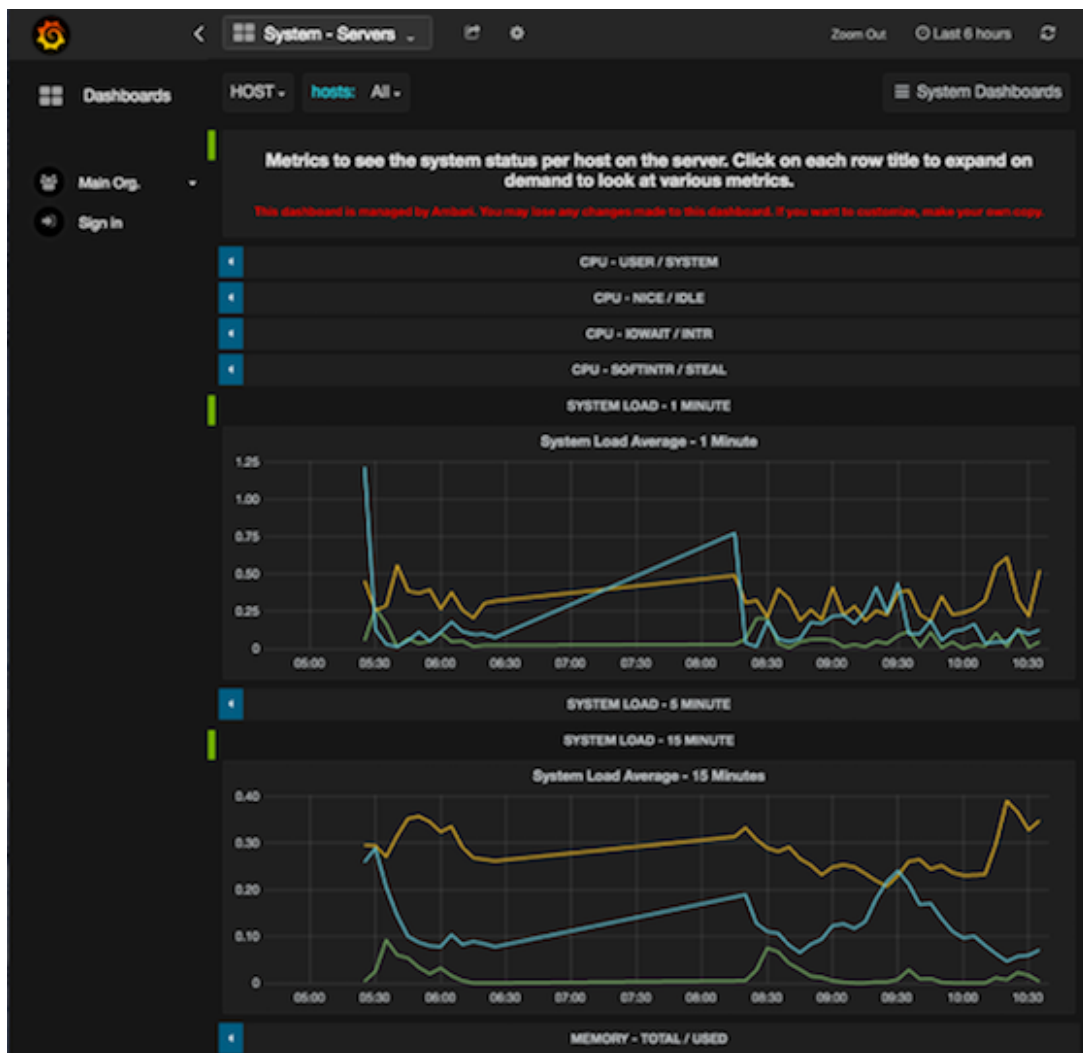 System - Servers
Zoom Out
Last 6 hours
Dashboards
HOST
hosts: All
System Dashboards
Main Org.
Sign in
Metrics to see the system status per host on the server. Click on each row title to expand on
demand to look at various metrics.
This dashboard is managed by Ambari. You may lose any changes made to this dashboard. If you want to customize, make your own copy.
CPU - USER / SYSTEM
CPU - NICE / IDLE
CPU - IOWAIT / INTR
CPU - SOFTINTR / STEAL
SYSTEM LOAD - 1 MINUTE
System Load Average - 1 Minute
1.25
1.00
0.75
0.50
0.25
0
05:00 05:30 06:00 06:30 07:00 07:30 08:00 08:30 09:00 09:30 10:00 10:30
SYSTEM LOAD - 5 MINUTE
SYSTEM LOAD - 15 MINUTE
System Load Average - 15 Minutes
0.40
0.30
0.20
0.10
0
05:00 05:30 06:00 06:30 07:00 07:30 08:00 08:30 09:00 09:30 10:00 10:30
MEMORY - TOTAL / USED